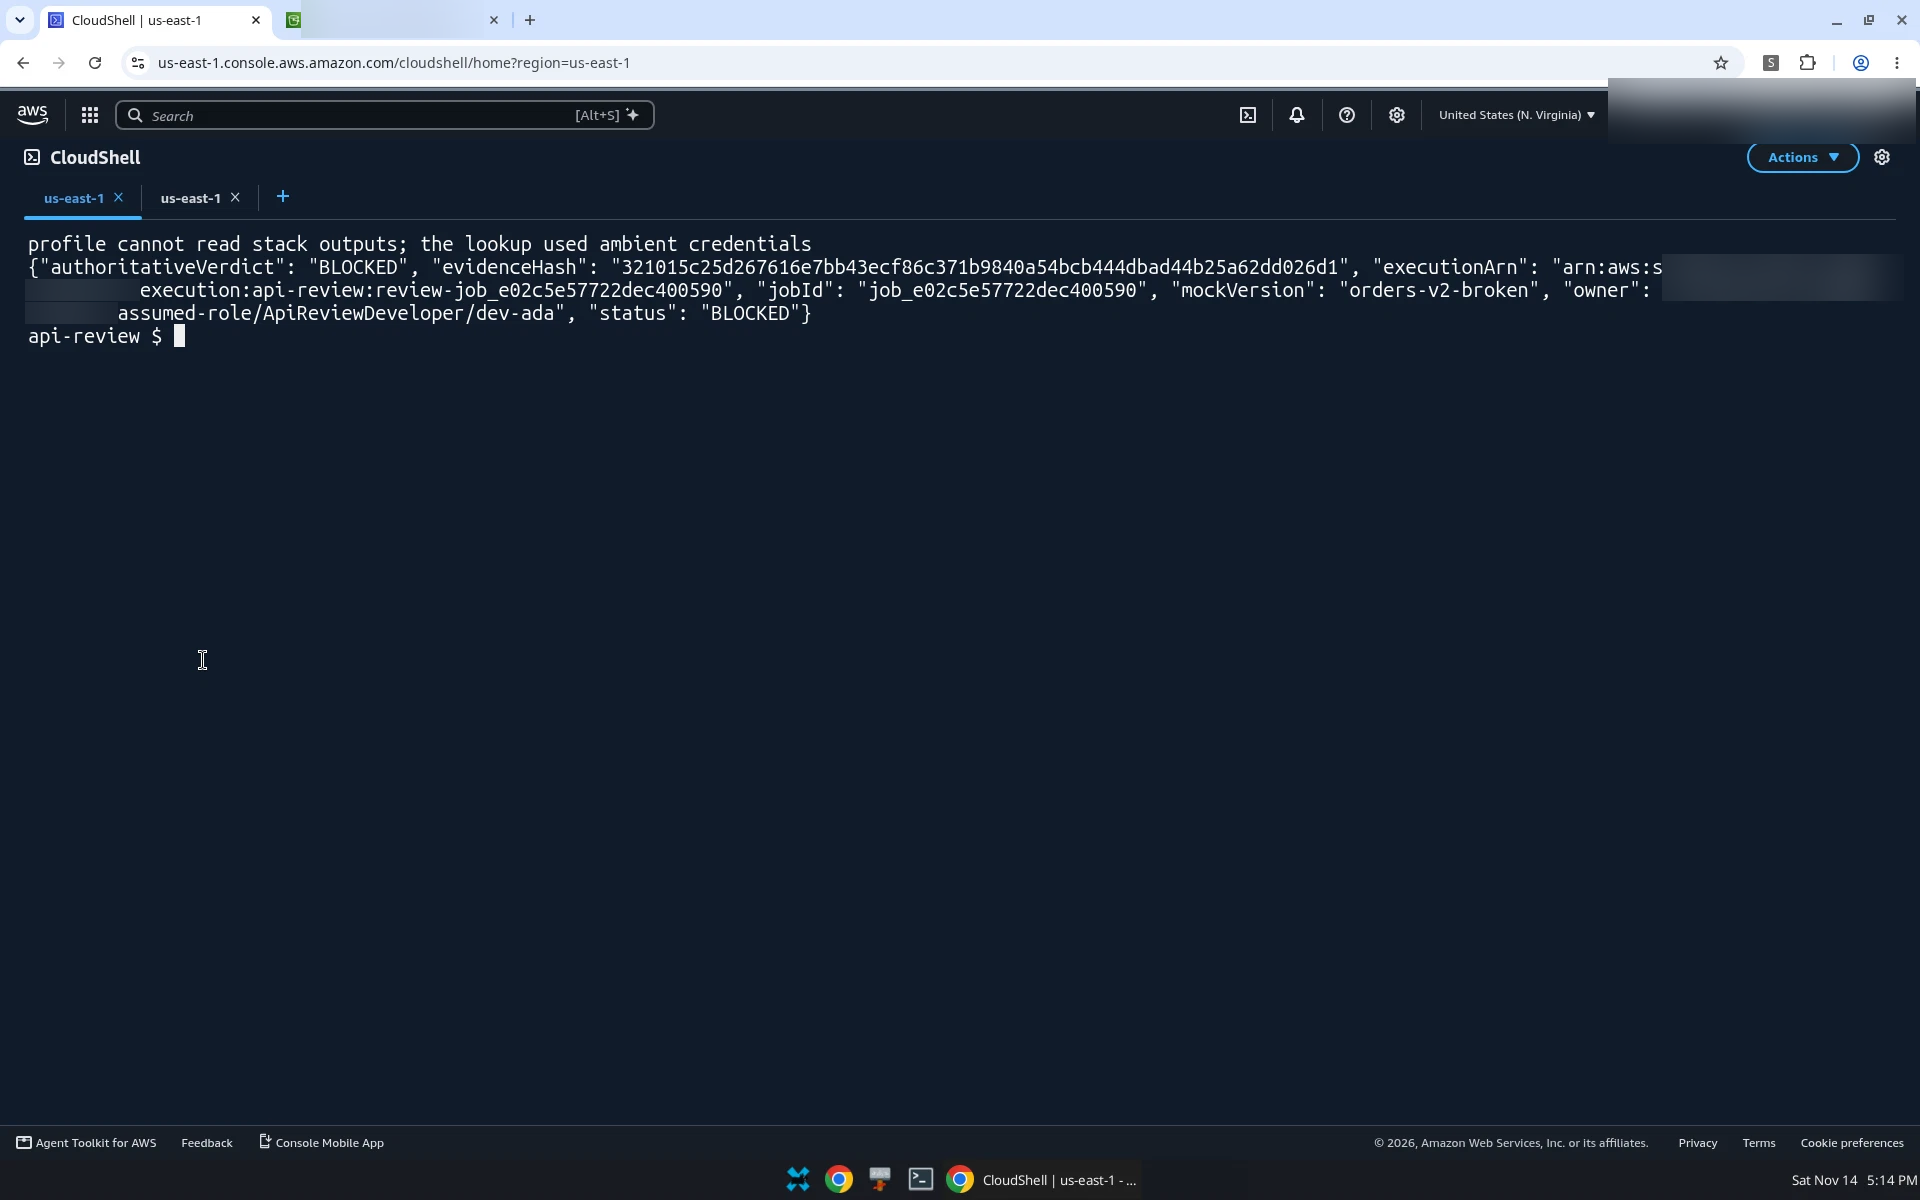 CloudShell | us-east-1
us-east-1.console.aws.amazon.com/cloudshell/home?region=us-east-1
S
aws
Search
[Alt+S]
United States (N. Virginia)
CloudShell
Actions
us-east-1
us-east-1
profile cannot read stack outputs; the lookup used ambient credentials
{"authoritativeVerdict": "BLOCKED", "evidenceHash": "321015c25d267616e7bb43ecf86c371b9840a54bcb444dbad44b25a62dd026d1", "executionArn": "arn:aws:s
execution:api-review:review-job_e02c5e57722dec400590", "jobId": "job_e02c5e57722dec400590", "mockVersion": "orders-v2-broken", "owner":
assumed-role/ApiReviewDeveloper/dev-ada", "status": "BLOCKED"}
api-review $
Agent Toolkit for AWS
Feedback
Console Mobile App
© 2026, Amazon Web Services, Inc. or its affiliates.
Privacy
Terms
Cookie preferences
CloudShell | us-east-1 - ...
Sat Nov 14 5:14 PM